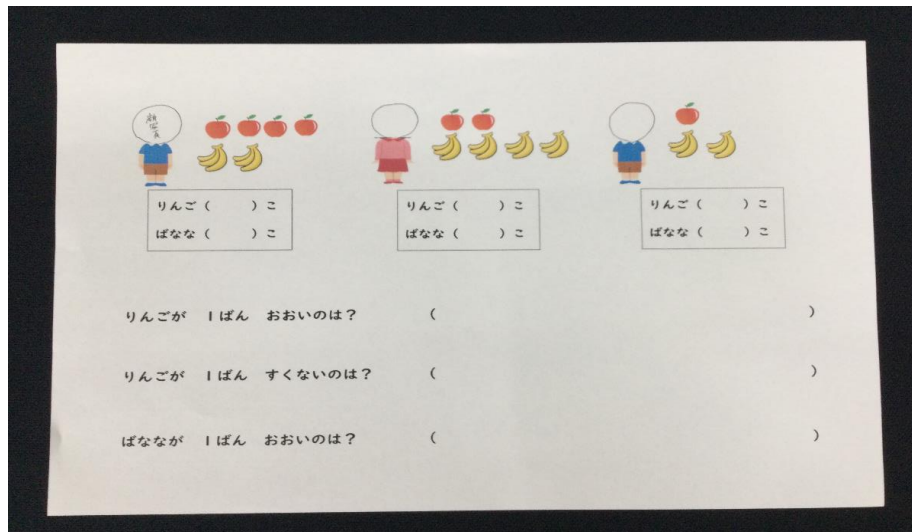 りんご（　　）こ
ばなな（　　）こ
りんご（　　）こ
ばなな（　　）こ
りんご（　　）こ
ばなな（　　）こ
りんごが　１ばん　おおいのは？　（　　　　　　　　）
りんごが　１ばん　すくないのは？　（　　　　　　　　）
ばななが　１ばん　おおいのは？　（　　　　　　　　）